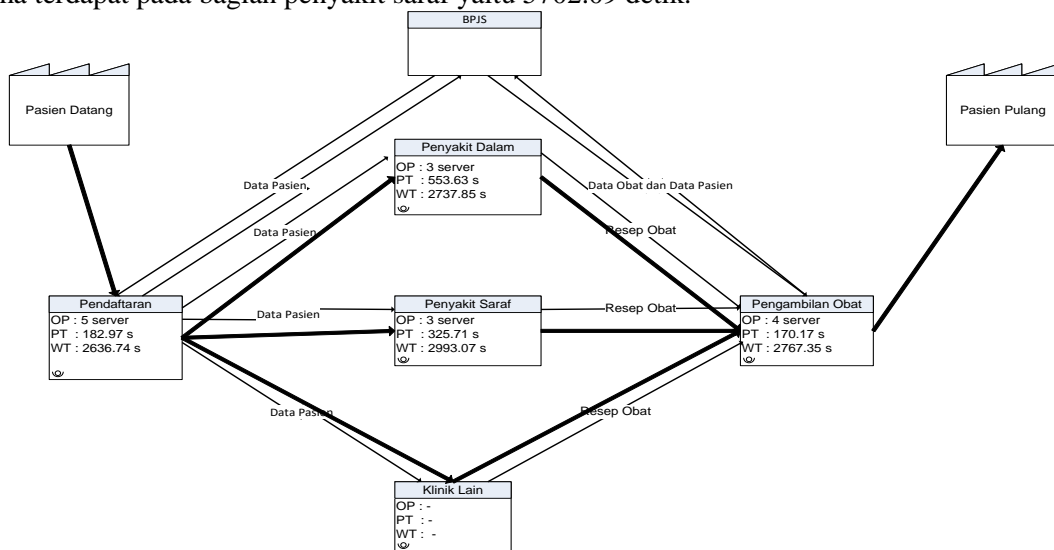 na terdapat pada bagian penyakit saraf yaitu 3702.09 detik.
BPJS
Pasien Datang
Pasien Pulang
Penyakit Dalam
OP : 3 server
PT : 553.63 s
WT : 2737.85 s
Data Pasien
Data Obat dan Data Pasien
Data Pasien
Resep Obat
Pendaftaran
OP : 5 server
PT : 182.97 s
WT : 2636.74 s
Data Pasien
Penyakit Saraf
OP : 3 server
PT : 325.71 s
WT : 2993.07 s
Resep Obat
Pengambilan Obat
OP : 4 server
PT : 170.17 s
WT : 2767.35 s
Data Pasien
Resep Obat
Klinik Lain
OP : -
PT : -
WT : -